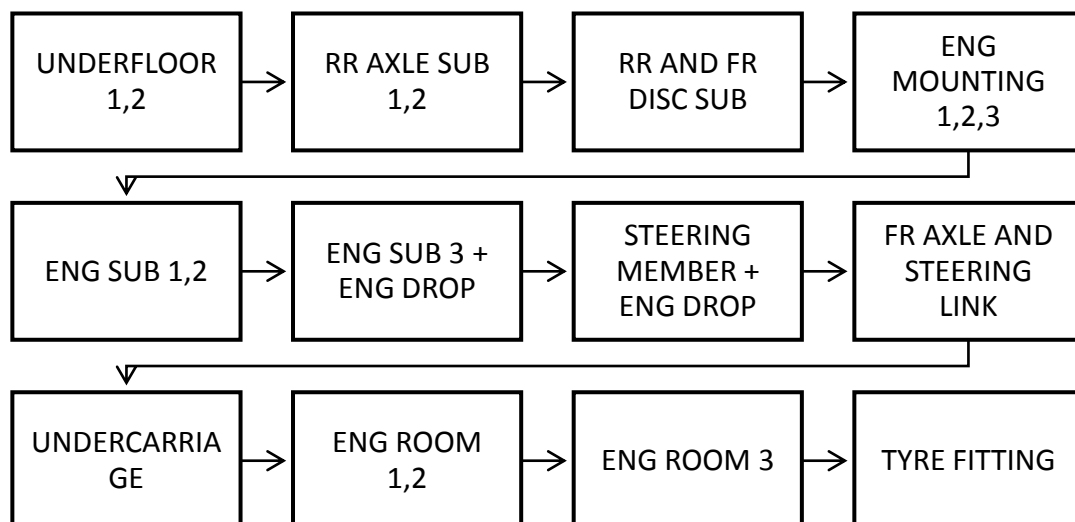 UNDERFLOOR
1,2
RR AXLE SUB
1,2
RR AND FR
DISC SUB
ENG
MOUNTING
1,2,3
ENG SUB 1,2
ENG SUB 3 +
ENG DROP
STEERING
MEMBER +
ENG DROP
FR AXLE AND
STEERING
LINK
UNDERCARRIA
GE
ENG ROOM
1,2
ENG ROOM 3
TYRE FITTING